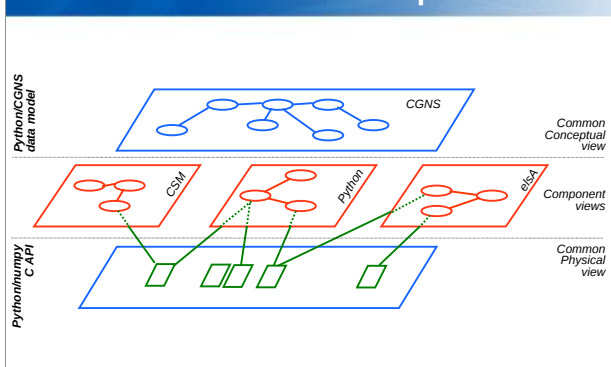 Python/CGNS
data model
CGNS
Common
Conceptual
view
CSM
Python
elsA
Component
views
Python/numpy
C API
Common
Physical
view